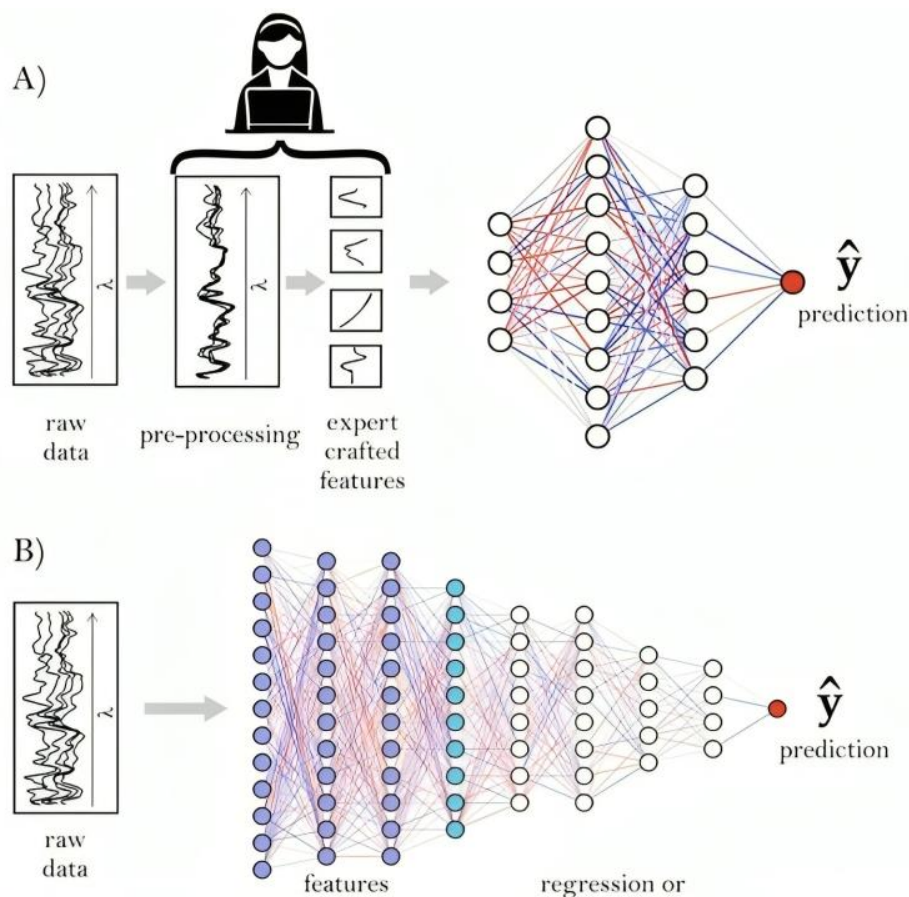 A)
λ
λ
raw
data
pre-processing
expert
crafted
features
ŷ
prediction
B)
λ
raw
data
features
regression or
ŷ
prediction